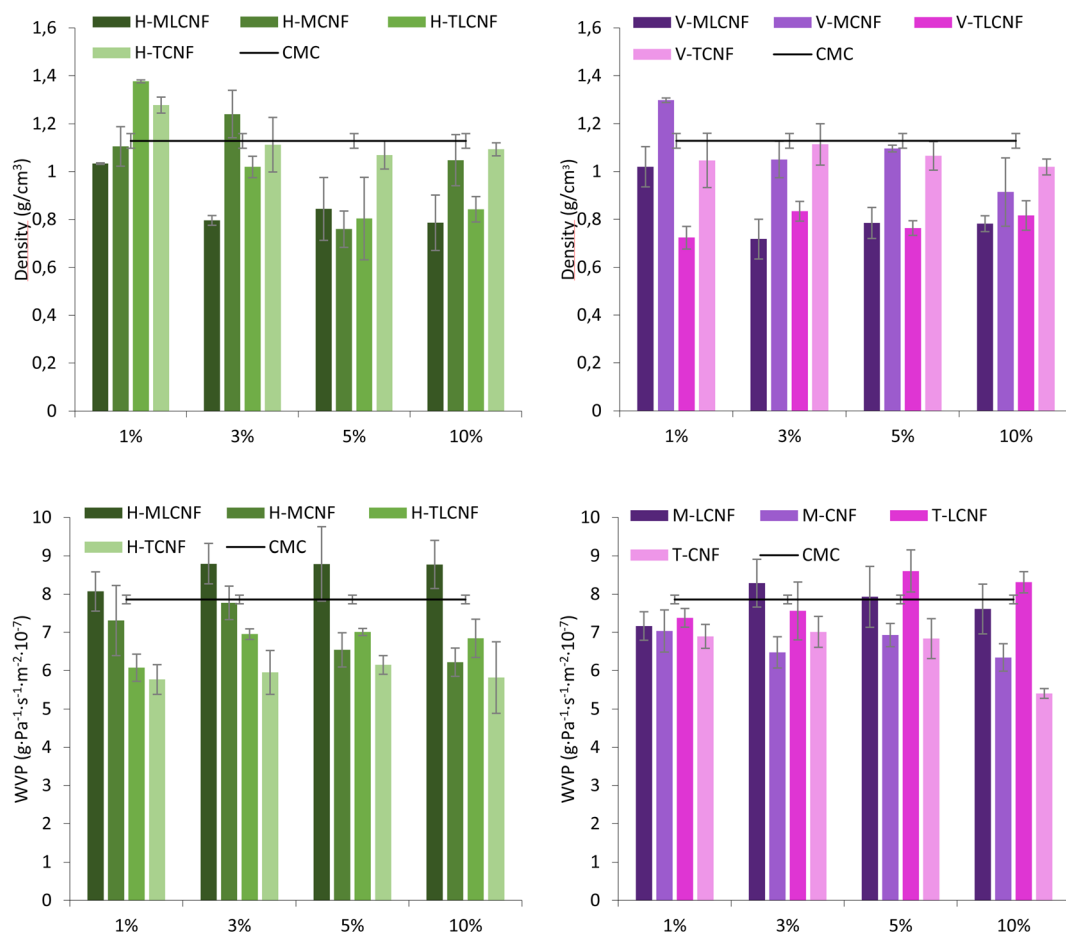 H-MLCNF H-MCNF H-TLCNF
H-TCNF CMC
Density (g/cm³)
1,6
1,4
1,2
1
0,8
0,6
0,4
0,2
0
1% 3% 5% 10%
V-MLCNF V-MCNF V-TLCNF
V-TCNF CMC
Density (g/cm³)
1,6
1,4
1,2
1
0,8
0,6
0,4
0,2
0
1% 3% 5% 10%
H-MLCNF H-MCNF H-TLCNF
H-TCNF CMC
WVP (g·Pa⁻¹·s⁻¹·m⁻²·10⁻⁷)
10
9
8
7
6
5
4
3
2
1
0
1% 3% 5% 10%
M-LCNF M-CNF T-LCNF
T-CNF CMC
WVP (g·Pa⁻¹·s⁻¹·m⁻²·10⁻⁷)
10
9
8
7
6
5
4
3
2
1
0
1% 3% 5% 10%